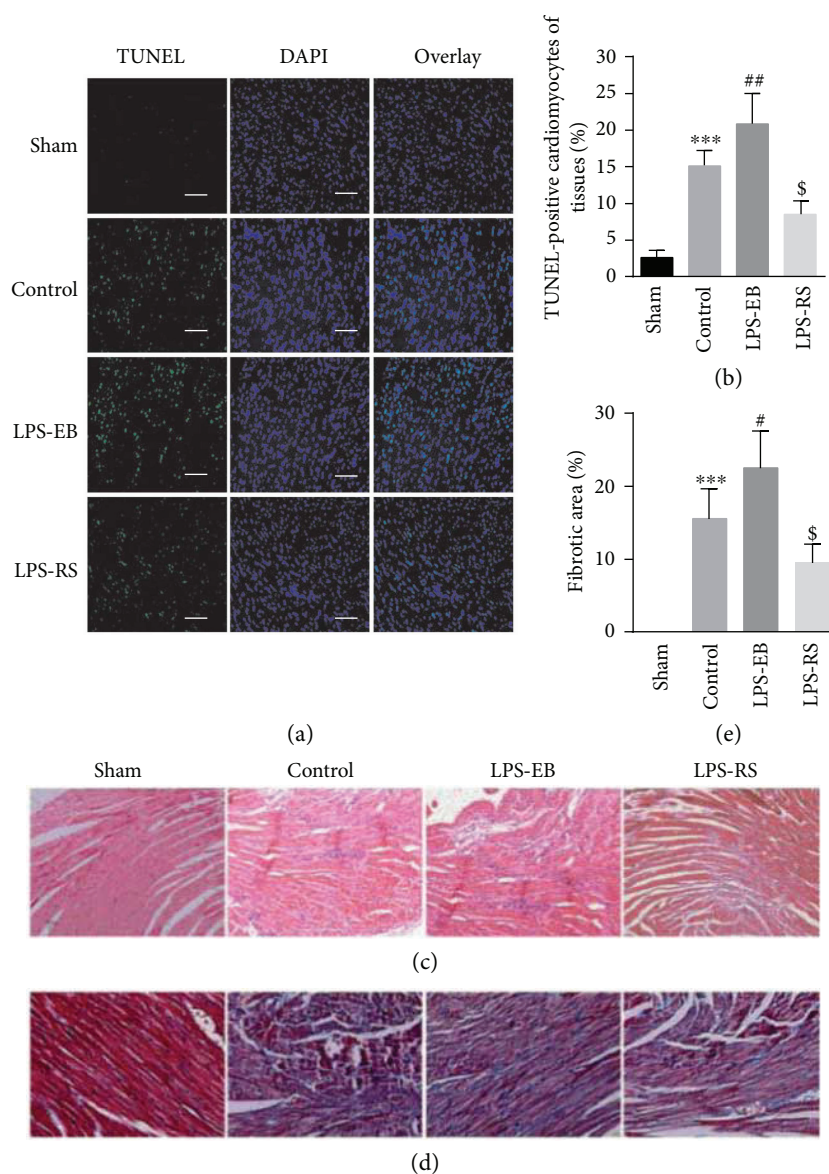 TUNEL DAPI Overlay
Sham
Control
LPS-EB
LPS-RS
(a)
TUNEL-positive cardiomyocytes of
tissues (%)
30
25
20
15
10
5
0
***
##
$
Sham
Control
LPS-EB
LPS-RS
(b)
Fibrotic area (%)
30
20
10
0
***
#
$
Sham
Control
LPS-EB
LPS-RS
(e)
Sham Control LPS-EB LPS-RS
(c)
(d)